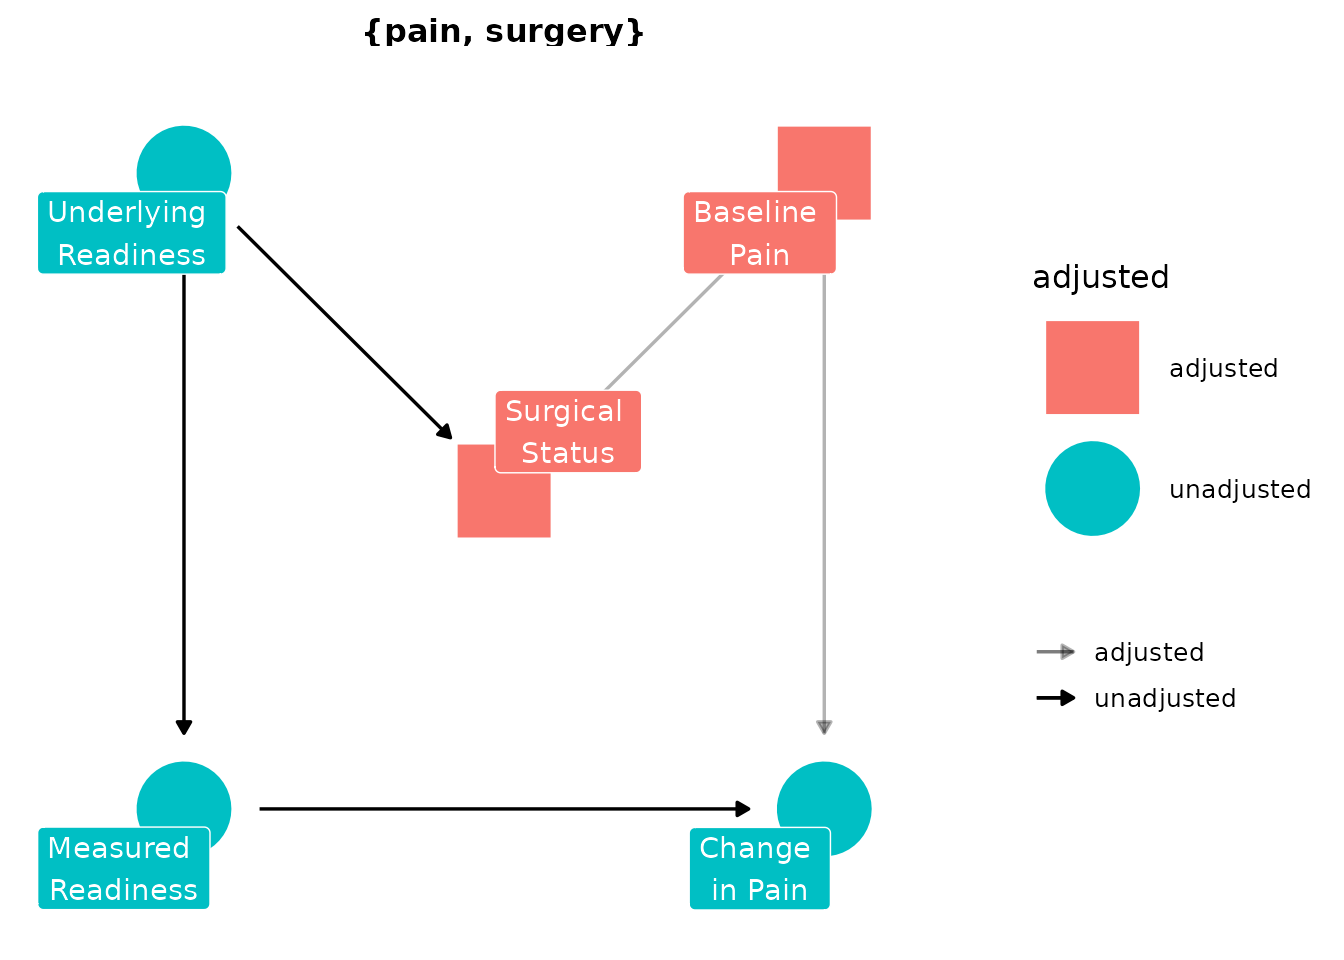 {pain, surgery}
Underlying
Readiness
Baseline
Pain
Surgical
Status
Measured
Readiness
Change
in Pain
adjusted
adjusted
unadjusted
adjusted
unadjusted